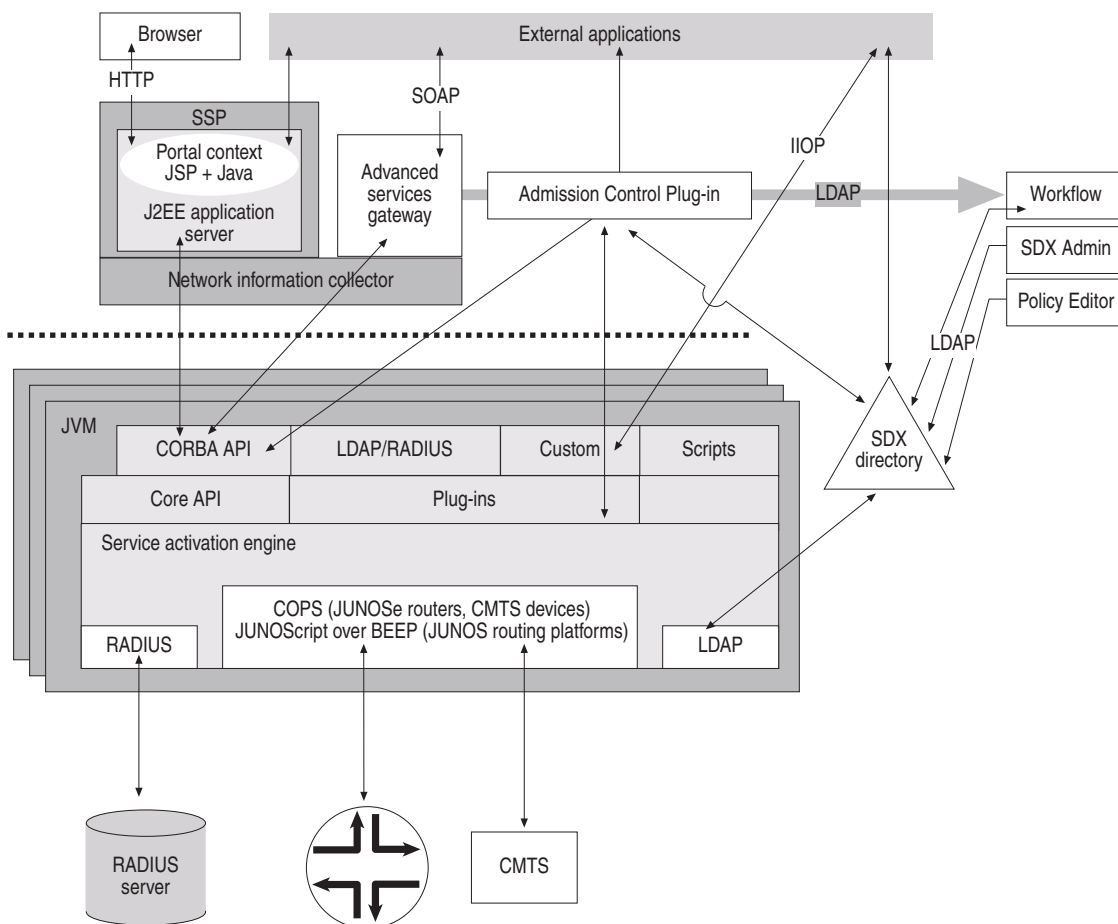 Browser
External applications
HTTP
SOAP
SSP
Portal context
JSP + Java
J2EE application
server
Advanced
services
gateway
IIOP
Admission Control Plug-in
LDAP
Workflow
SDX Admin
Policy Editor
Network information collector
LDAP
JVM
CORBA API
LDAP/RADIUS
Custom
Scripts
SDX
directory
Core API
Plug-ins
Service activation engine
COPS (JUNOSe routers, CMTS devices)
JUNOScript over BEEP (JUNOS routing platforms)
RADIUS
LDAP
RADIUS
server
CMTS